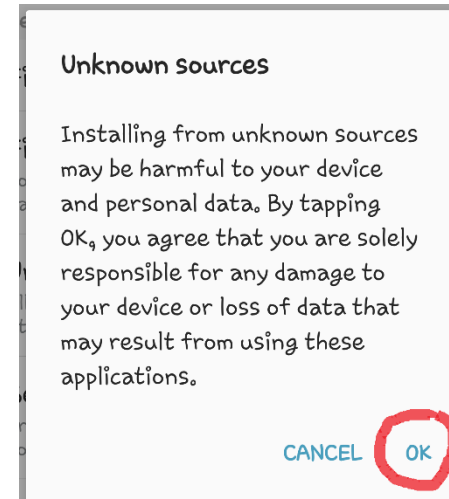 Unknown sources
Installing from unknown sources
may be harmful to your device
and personal data. By tapping
OK, you agree that you are solely
responsible for any damage to
your device or loss of data that
may result from using these
applications.
CANCEL OK